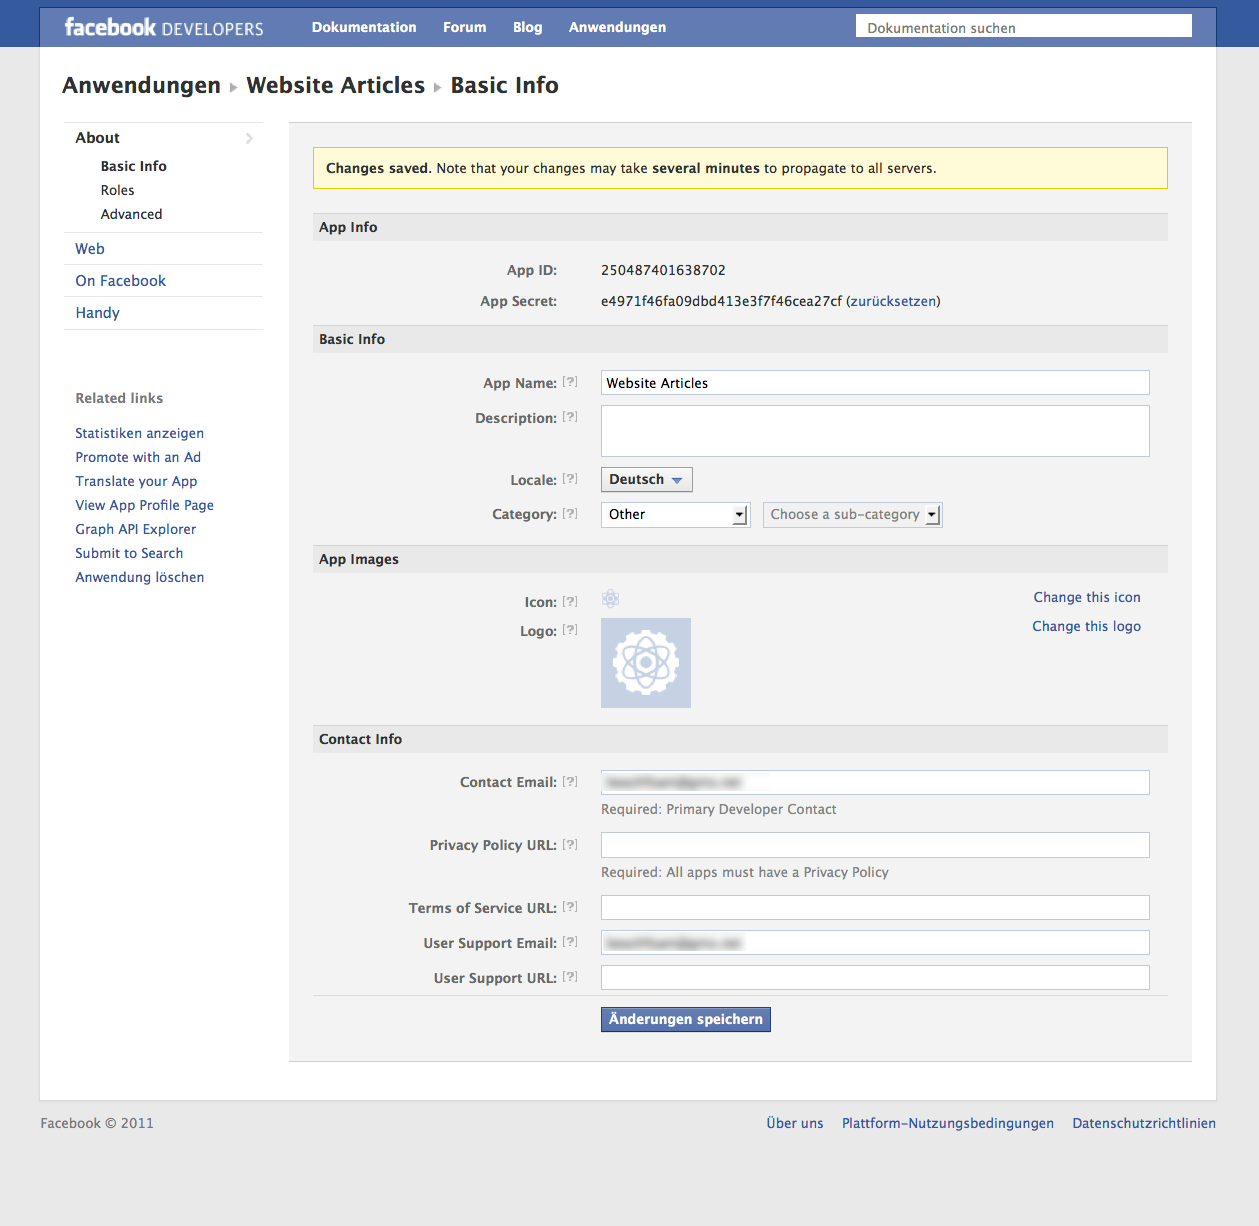 facebook DEVELOPERS Dokumentation Forum Blog Anwendungen Dokumentation suchen
Anwendungen Website Articles Basic Info
About
Basic Info
Roles
Advanced
Web
On Facebook
Handy
Related links
Statistiken anzeigen
Promote with an Ad
Translate your App
View App Profile Page
Graph API Explorer
Submit to Search
Anwendung löschen
Changes saved. Note that your changes may take several minutes to propagate to all servers.
App Info
App ID: 250487401638702
App Secret: e4971f46fa09dbd413e3f7f46cea27cf (zurücksetzen)
Basic Info
App Name: [?] Website Articles
Description: [?]
Locale: [?] Deutsch
Category: [?] Other Choose a sub-category
App Images
Icon: [?] Change this icon
Logo: [?] Change this logo
Contact Info
Contact Email: [?]
Required: Primary Developer Contact
Privacy Policy URL: [?]
Required: All apps must have a Privacy Policy
Terms of Service URL: [?]
User Support Email: [?]
User Support URL: [?]
Änderungen speichern
Facebook © 2011 Über uns Plattform-Nutzungsbedingungen Datenschutzrichtlinien